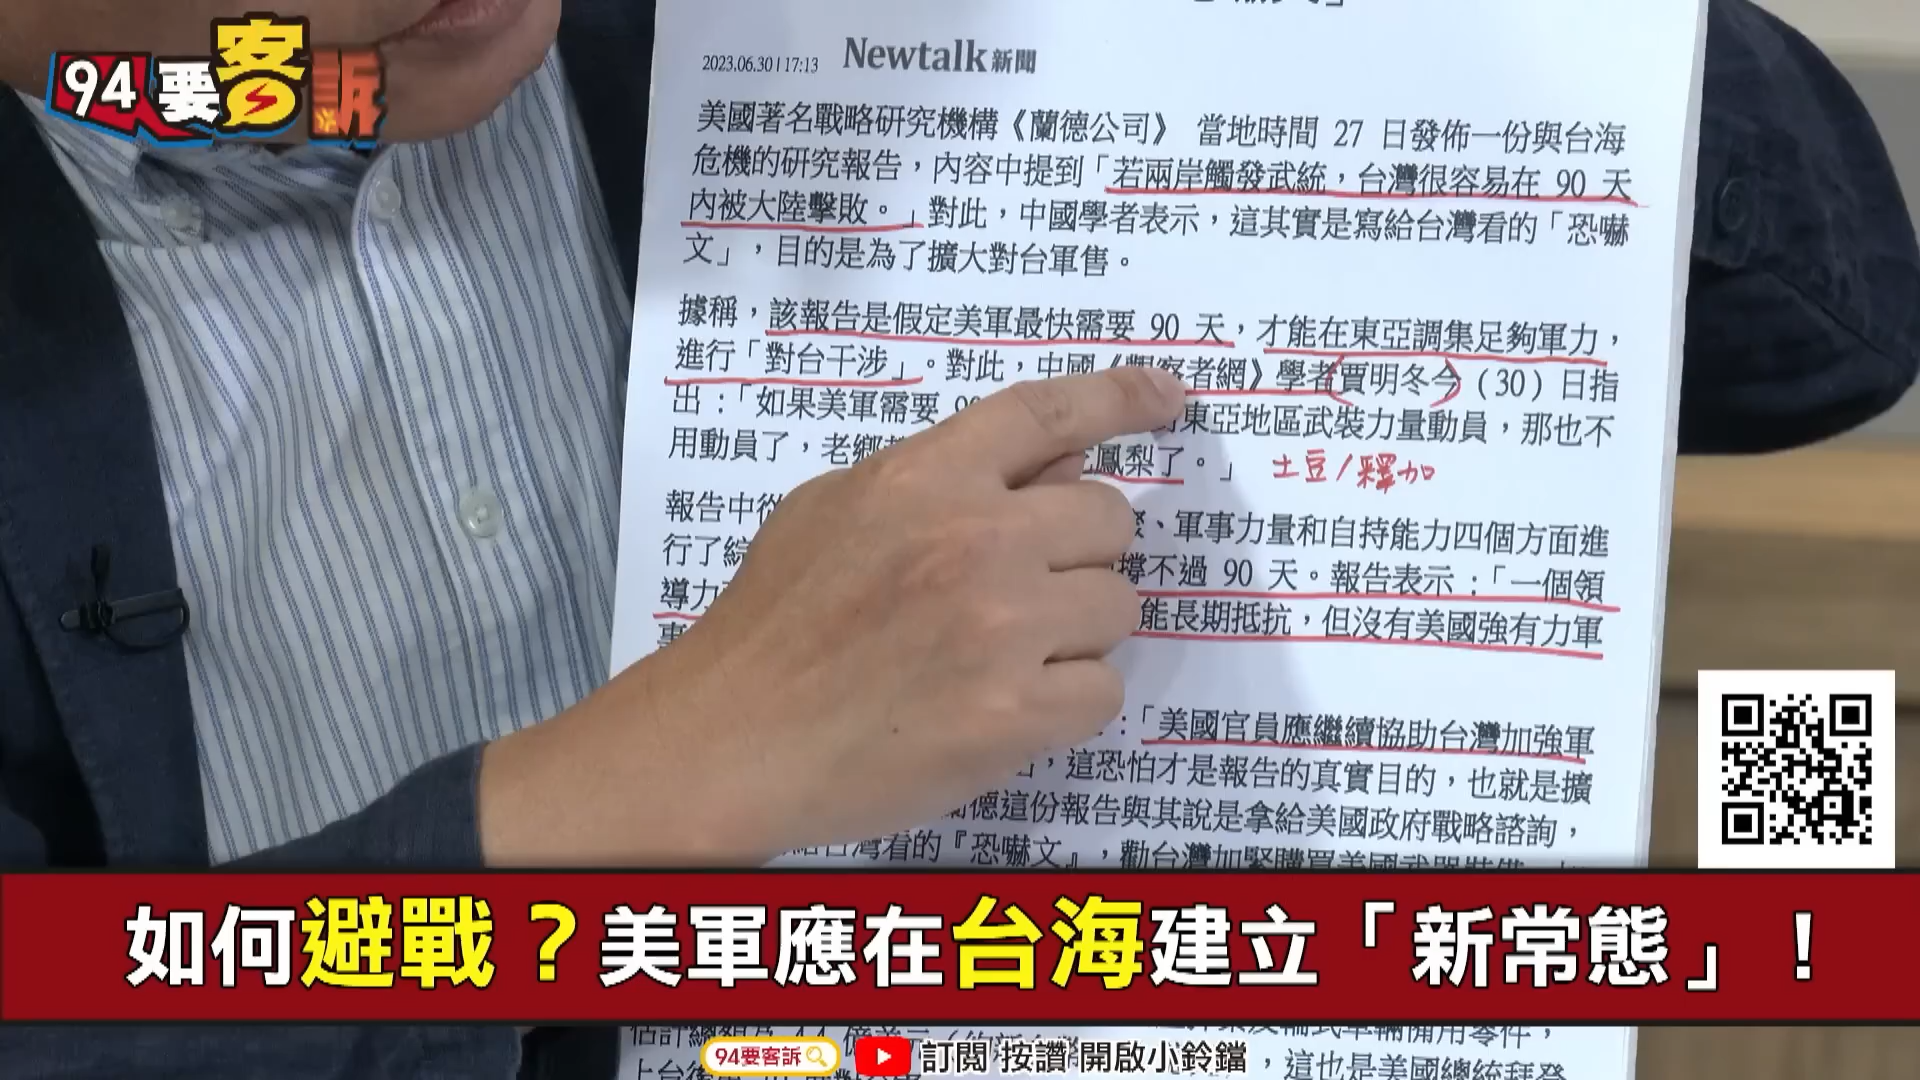 94要客訴
2023.06.30 | 17:13 Newtalk新聞
美國著名戰略研究機構《蘭德公司》 當地時間 27 日發佈一份與台海
危機的研究報告，內容中提到「若兩岸觸發武統，台灣很容易在 90 天
內被大陸擊敗。」對此，中國學者表示，這其實是寫給台灣看的「恐嚇
文」，目的是為了擴大對台軍售。
據稱，該報告是假定美軍最快需要 90 天，才能在東亞調集足夠軍力，
進行「對台干涉」。對此，中國《觀察者網》學者賈明冬今（30）日指
出：「如果美軍需要 東亞地區武裝力量動員，那也不
用動員了，老鄉 鳳梨了。」 土豆/釋加
報告中從 、軍事力量和自持能力四個方面進
行了綜 撐不過 90 天。報告表示：「一個領
導力 能長期抵抗，但沒有美國強有力軍
：「美國官員應繼續協助台灣加強軍
，這恐怕才是報告的真實目的，也就是擴
蘭德這份報告與其說是拿給美國政府戰略諮詢，
給台灣看的『恐嚇文』，勸台灣加緊購買美國武器裝備
如何避戰？美軍應在台海建立「新常態」！
94要客訴 訂閱 按讚 開啟小鈴鐺 ，這也是美國總統拜登